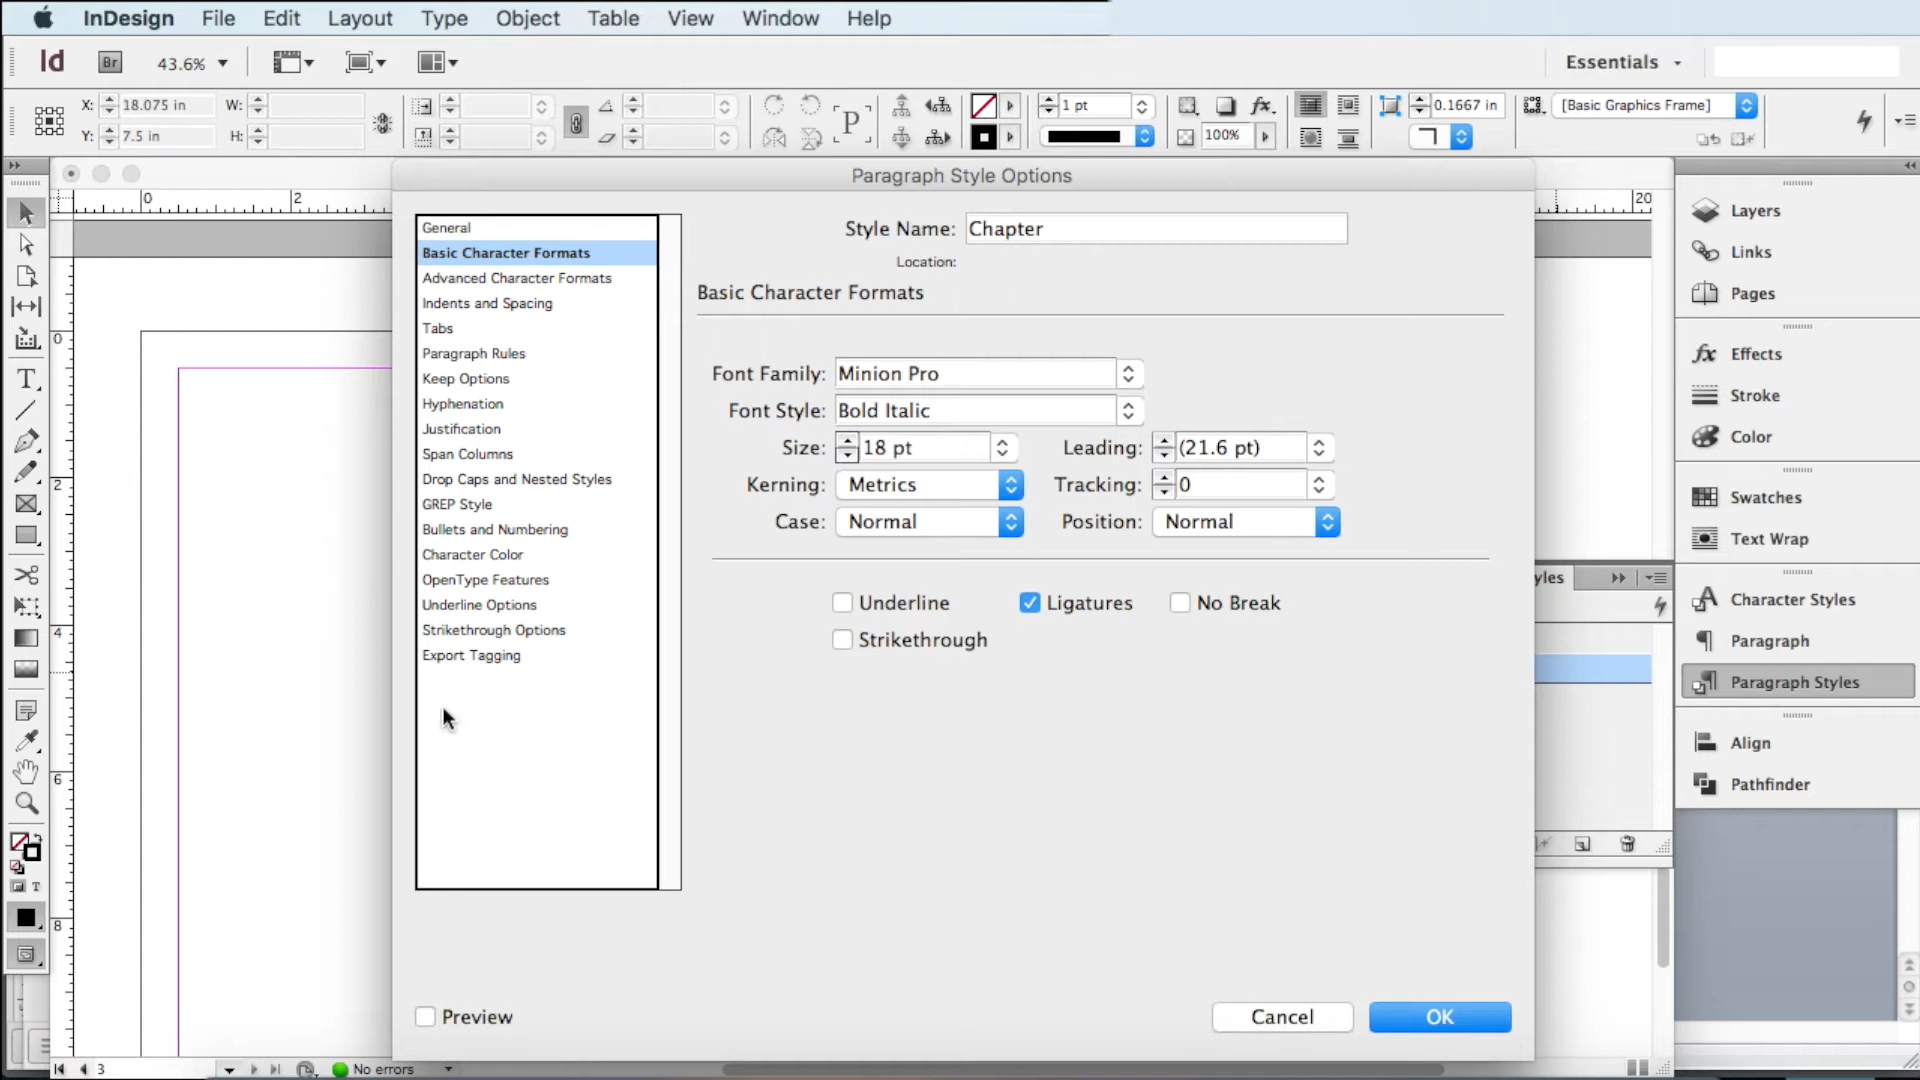 InDesign File Edit Layout Type Object Table View Window Help
Id Br 43.6% Essentials
X: 18.075 in W: 1 pt fx. 0.1667 in [Basic Graphics Frame]
Y: 7.5 in H: P 100%
Paragraph Style Options
0 2 20
General
Basic Character Formats
Advanced Character Formats
Indents and Spacing
Tabs
Paragraph Rules
Keep Options
Hyphenation
Justification
Span Columns
Drop Caps and Nested Styles
GREP Style
Bullets and Numbering
Character Color
OpenType Features
Underline Options
Strikethrough Options
Export Tagging
Style Name: Chapter
Location:
Basic Character Formats
Font Family: Minion Pro
Font Style: Bold Italic
Size: 18 pt Leading: (21.6 pt)
Kerning: Metrics Tracking: 0
Case: Normal Position: Normal
Underline Ligatures No Break
Strikethrough
Preview Cancel OK
Layers
Links
Pages
fx Effects
Stroke
Color
Swatches
Text Wrap
yles
A Character Styles
Paragraph
Paragraph Styles
Align
Pathfinder
T
T
0
2
4
6
8
3 No errors